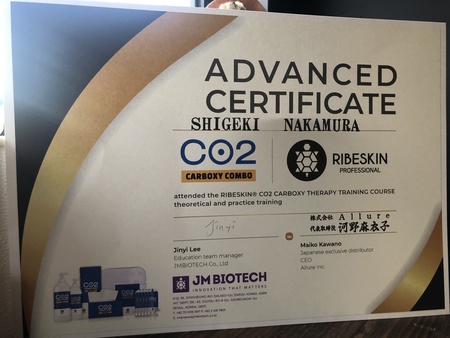 ADVANCED
CERTIFICATE
SHIGEKI NAKAMURA
CO2
CARBOXY COMBO
RIBESKIN
PROFESSIONAL
attended the RIBESKIN® CO2 CARBOXY THERAPY TRAINING COURSE
theoretical and practice training
Jinyi
株式会社 Allure
代表取締役 河野麻衣子
Jinyi Lee
Education team manager
JMBIOTECH Co., Ltd
Maiko Kawano
Japanese exclusive distributor
CEO
Allure Inc.
JM BIOTECH
INNOVATION THAT MATTERS
CO2
CO2